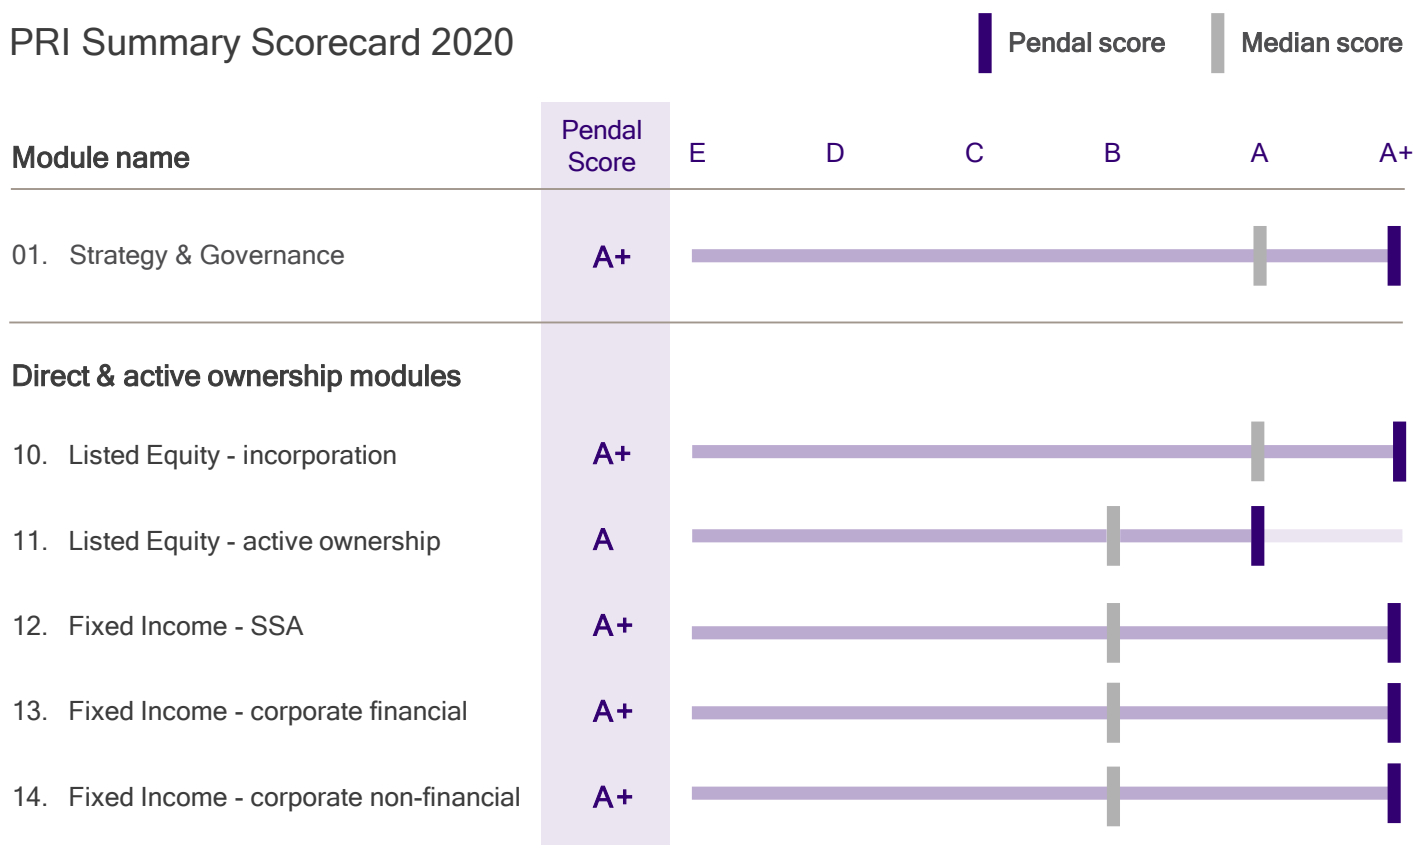 PRI Summary Scorecard 2020
Pendal score
Median score
Module name
Pendal
Score
E D C B A A+
01. Strategy & Governance A+
Direct & active ownership modules
10. Listed Equity - incorporation A+
11. Listed Equity - active ownership A
12. Fixed Income - SSA A+
13. Fixed Income - corporate financial A+
14. Fixed Income - corporate non-financial A+